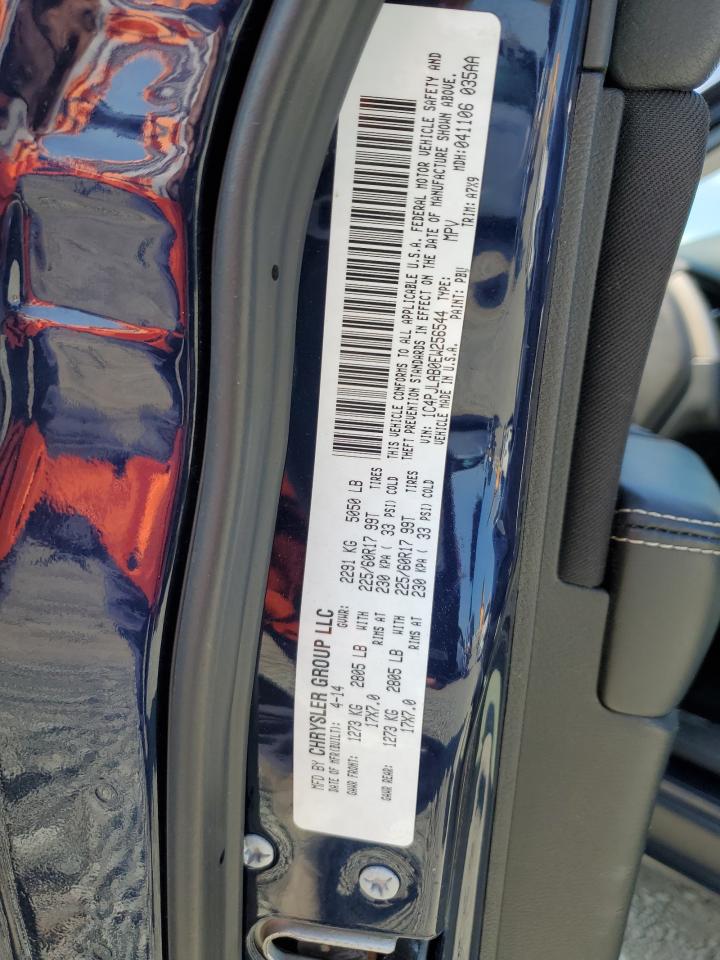 MFD BY CHRYSLER GROUP LLC
DATE OF MFR(BUILT): 4-14 GVWR: 2291 KG 5050 LB
GAWR FRONT: 1273 KG 2805 LB WITH 225/60R17 99T TIRES
17X7.0 RIMS AT 230 KPA ( 33 PSI) COLD
GAWR REAR: 1273 KG 2805 LB WITH 225/60R17 99T TIRES
17X7.0 RIMS AT 230 KPA ( 33 PSI) COLD
THIS VEHICLE CONFORMS TO ALL APPLICABLE U.S.A. FEDERAL MOTOR VEHICLE SAFETY AND
THEFT PREVENTION STANDARDS IN EFFECT ON THE DATE OF MANUFACTURE SHOWN ABOVE.
VIN: 1C4PJLAB0EW256544 TYPE: MPV MDH:041106 035AA
VEHICLE MADE IN U.S.A. PAINT: PBU TRIM: A7X9